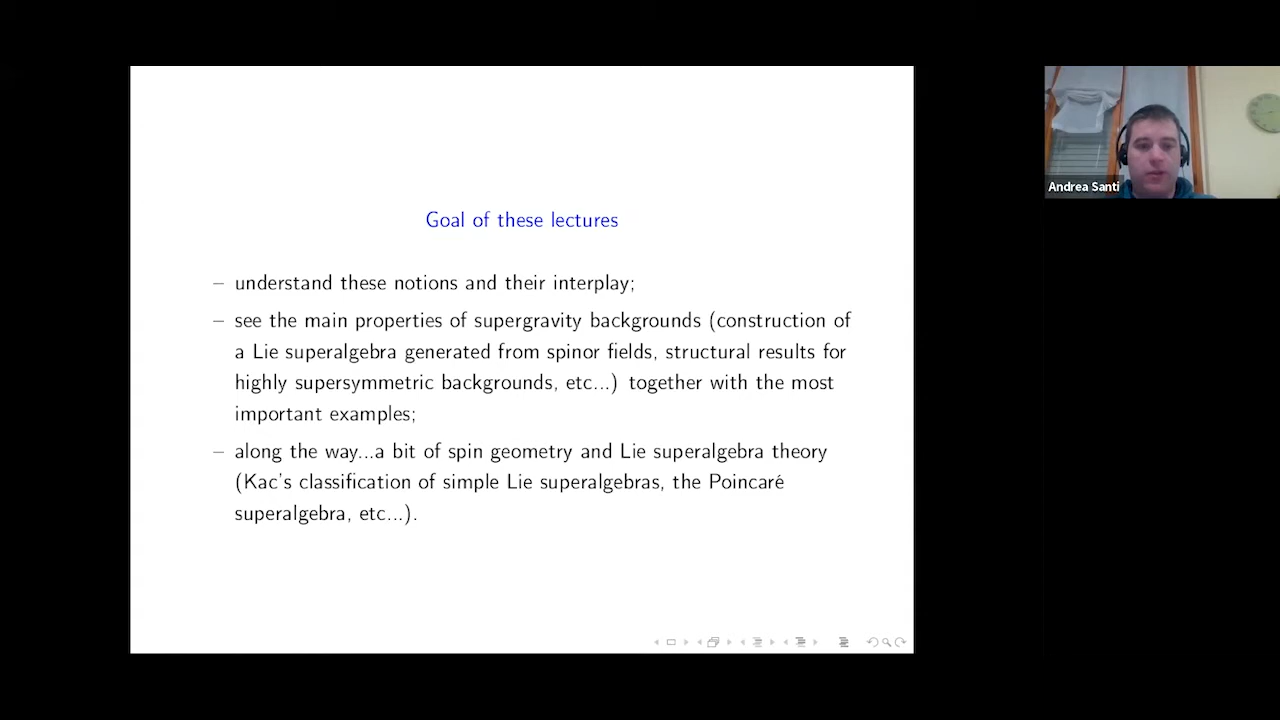 Goal of these lectures
– understand these notions and their interplay;
– see the main properties of supergravity backgrounds (construction of
a Lie superalgebra generated from spinor fields, structural results for
highly supersymmetric backgrounds, etc...) together with the most
important examples;
– along the way...a bit of spin geometry and Lie superalgebra theory
(Kac's classification of simple Lie superalgebras, the Poincaré
superalgebra, etc...).
Andrea Santi